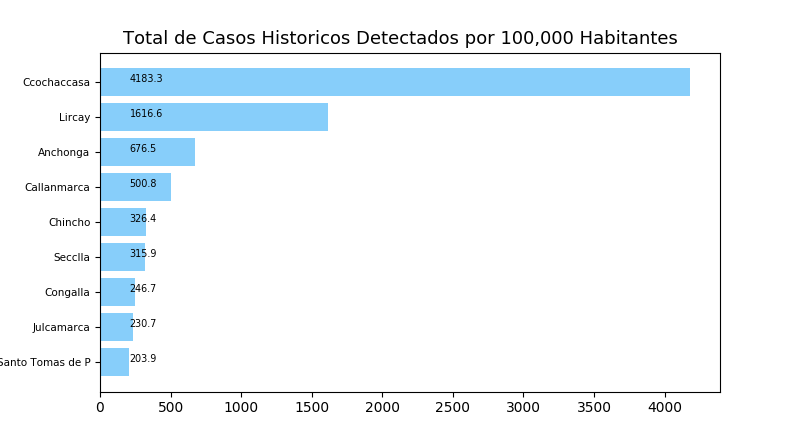 Total de Casos Historicos Detectados por 100,000 Habitantes
Ccochaccasa 4183.3
Lircay 1616.6
Anchonga 676.5
Callanmarca 500.8
Chincho 326.4
Secclla 315.9
Congalla 246.7
Julcamarca 230.7
Santo Tomas de P 203.9
0 500 1000 1500 2000 2500 3000 3500 4000